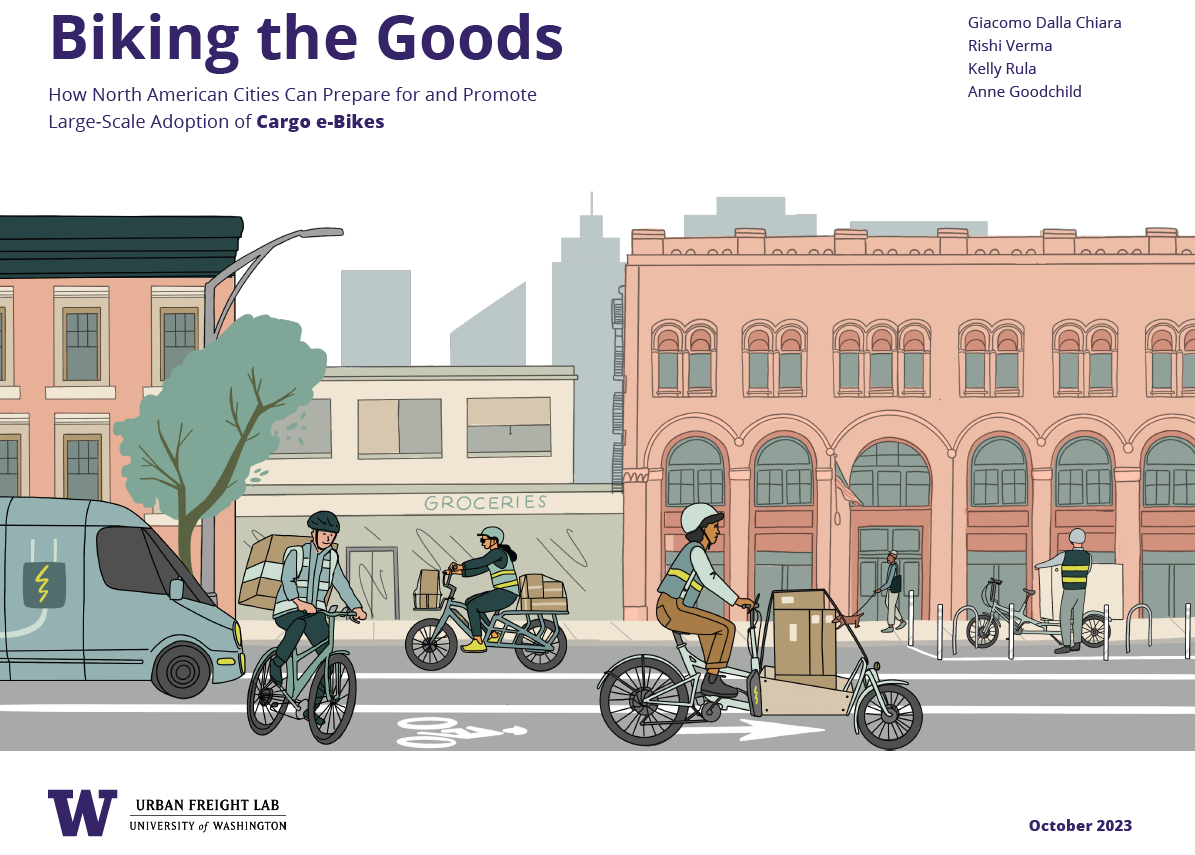 Biking the Goods
How North American Cities Can Prepare for and Promote
Large-Scale Adoption of Cargo e-Bikes
Giacomo Dalla Chiara
Rishi Verma
Kelly Rula
Anne Goodchild
GROCERIES
W
URBAN FREIGHT LAB
UNIVERSITY of WASHINGTON
October 2023